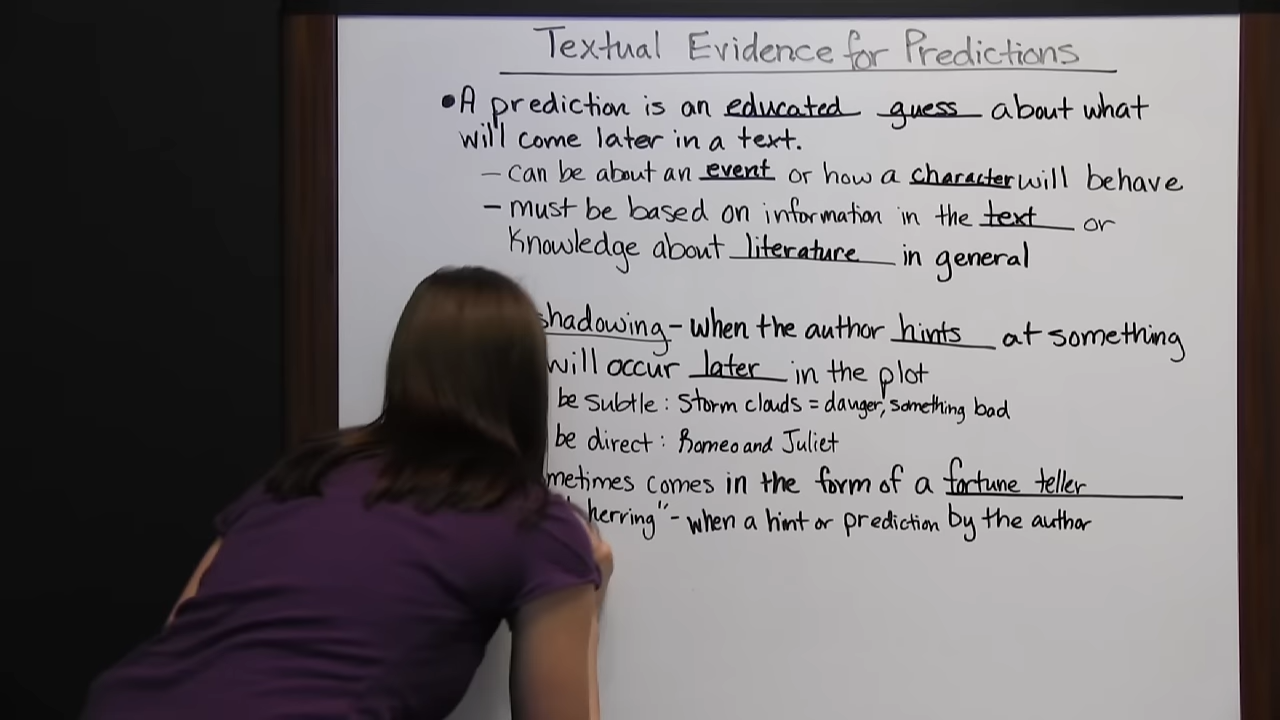 Textual Evidence for Predictions
• A prediction is an educated guess about what
will come later in a text.
– can be about an event or how a character will behave
– must be based on information in the text or
Knowledge about literature in general
shadowing - when the author hints at something
will occur later in the plot
be subtle: Storm clouds = danger, something bad
be direct: Romeo and Juliet
metimes comes in the form of a fortune teller
herring" - when a hint or prediction by the author